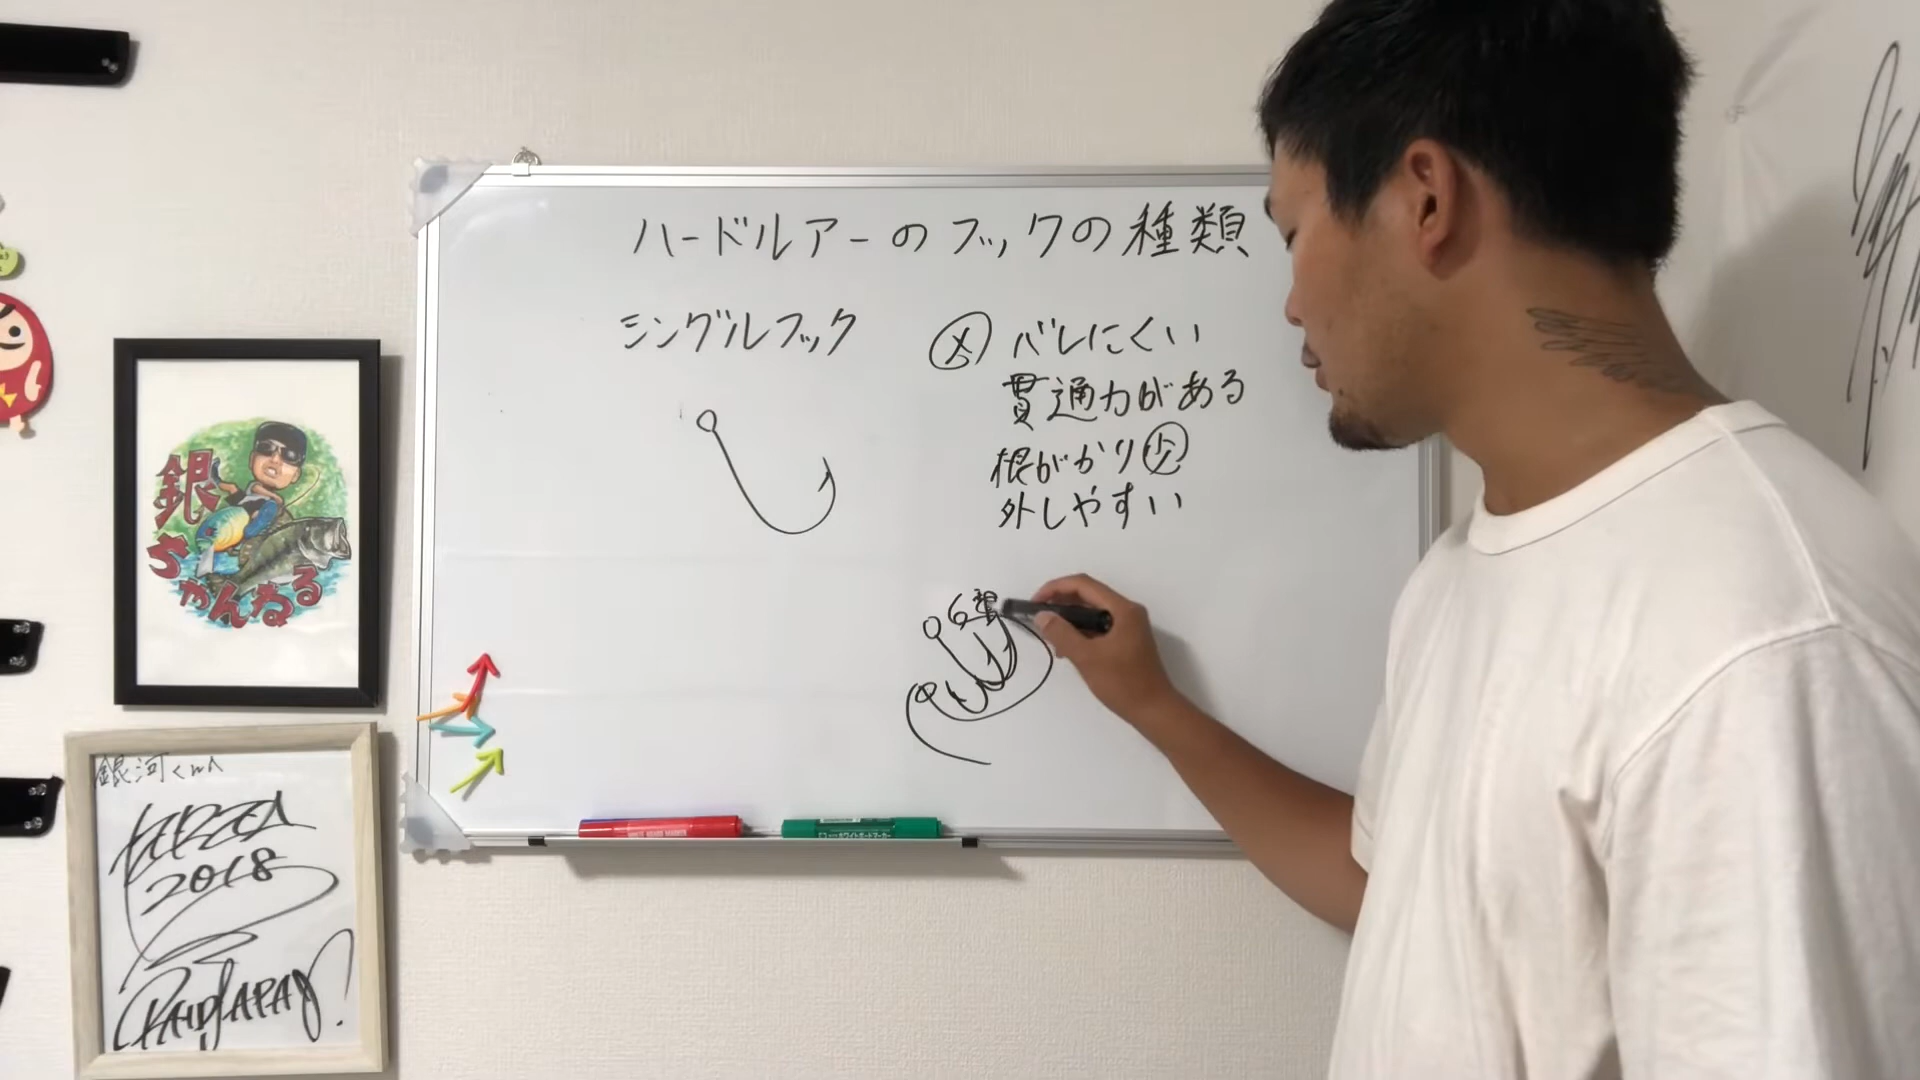 ハードルアーのフックの種類
シングルフック
バレにくい
貫通力がある
根がかり少
外しやすい
銀
ちゃんねる
銀河くんへ
2018